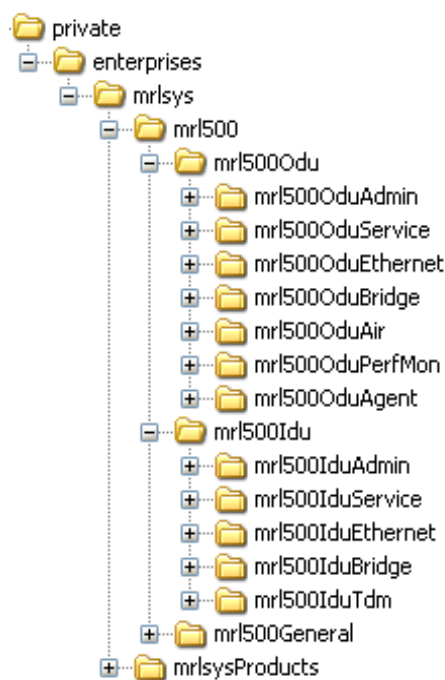 private
enterprises
mrlsys
mrl500
mrl500Odu
mrl500OduAdmin
mrl500OduService
mrl500OduEthernet
mrl500OduBridge
mrl500OduAir
mrl500OduPerfMon
mrl500OduAgent
mrl500Idu
mrl500IduAdmin
mrl500IduService
mrl500IduEthernet
mrl500IduBridge
mrl500IduTdm
mrl500General
mrlsysProducts